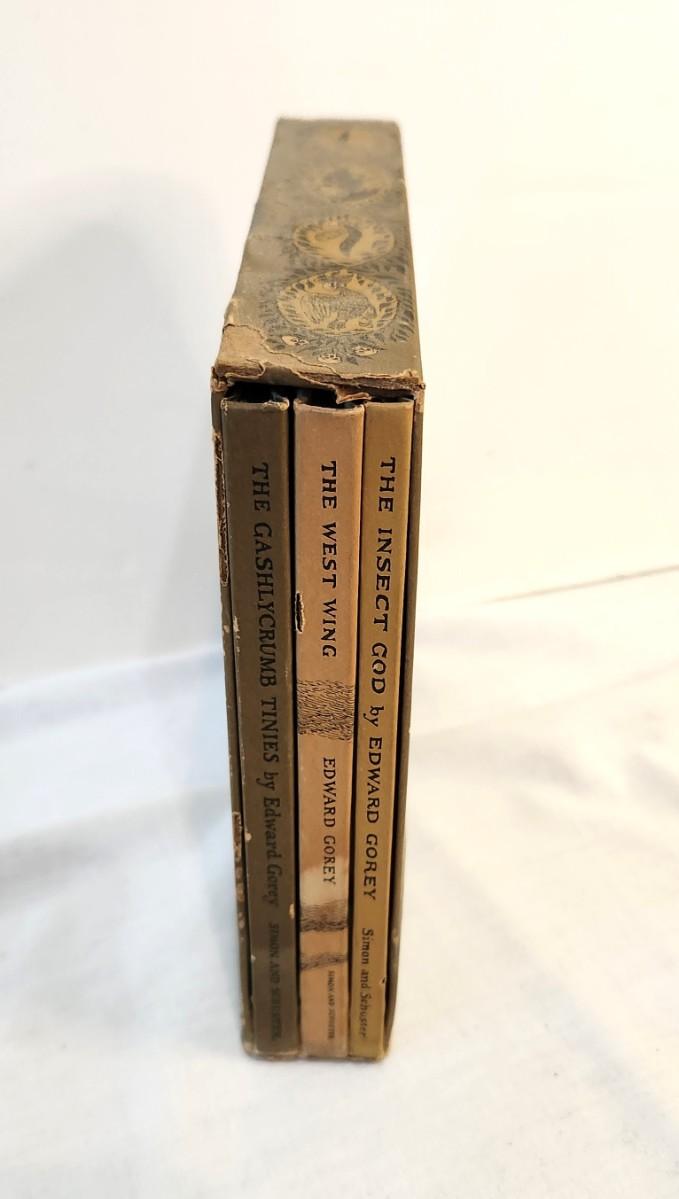 THE GASHLYCRUMB TINIES by Edward Gorey SIMON AND SCHUSTER
THE WEST WING EDWARD GOREY SIMON AND SCHUSTER
THE INSECT GOD by EDWARD GOREY Simon and Schuster